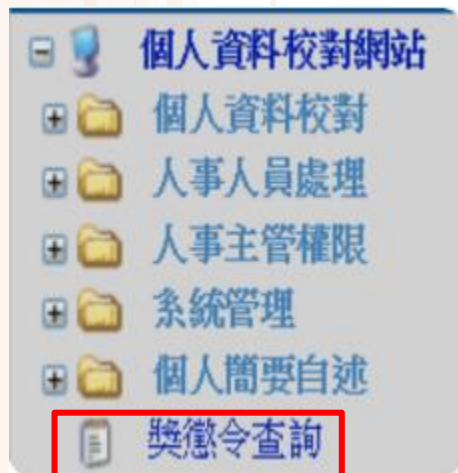 個人資料校對網站
個人資料校對
人事人員處理
人事主管權限
系統管理
個人簡要自述
獎懲令查詢